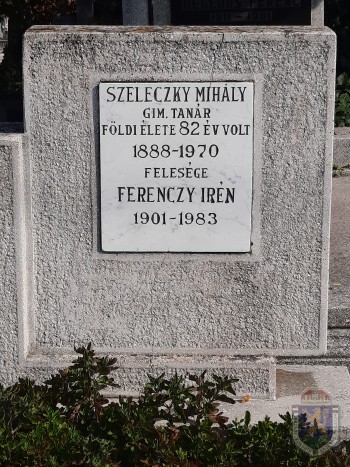 SZELECZKY MIHÁLY
GIM. TANÁR
FÖLDI ÉLETE 82 ÉV VOLT
1888-1970
FELESÉGE
FERENCZY IRÉN
1901-1983